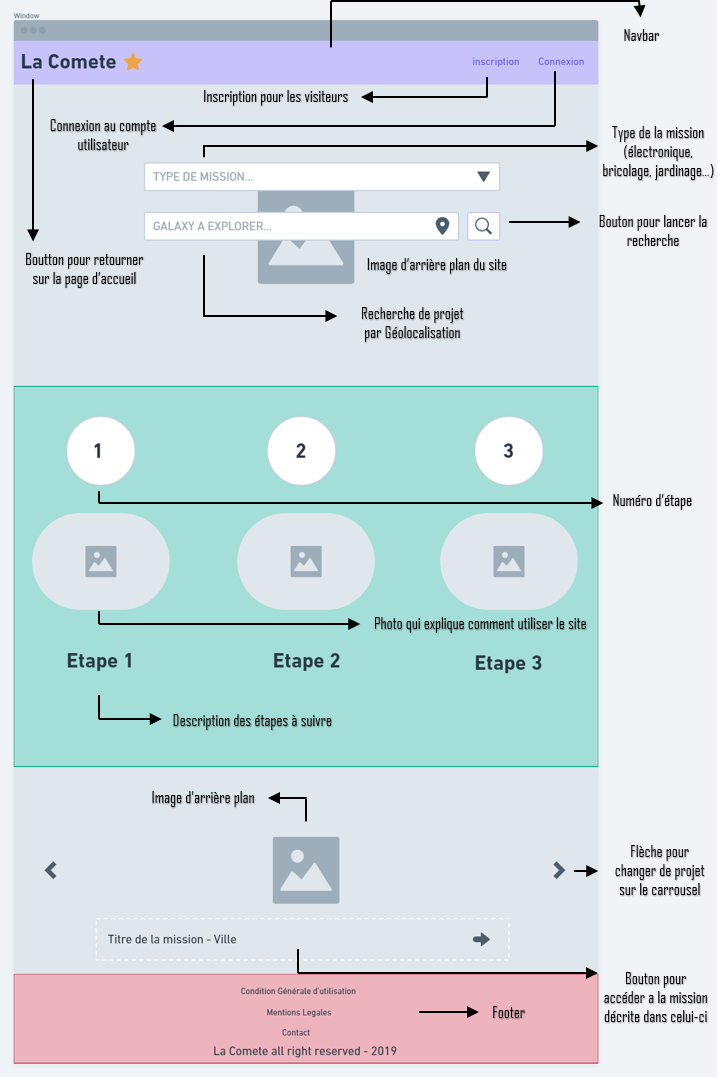 Window
Navbar
La Comete
inscription
Connexion
Inscription pour les visiteurs
Connexion au compte
utilisateur
Type de la mission
(électronique,
bricolage, jardinage...)
TYPE DE MISSION...
GALAXY A EXPLORER...
Bouton pour lancer la
recherche
Boutton pour retourner
sur la page d'accueil
Image d'arrière plan du site
Recherche de projet
par Géolocalisation
1
2
3
Numéro d'étape
Photo qui explique comment utiliser le site
Etape 1
Etape 2
Etape 3
Description des étapes à suivre
Image d'arrière plan
Flèche pour
changer de projet
sur le carrousel
Titre de la mission - Ville
Bouton pour
accéder a la mission
décrite dans celui-ci
Condition Générale d'utilisation
Mentions Legales
Footer
Contact
La Comete all right reserved - 2019